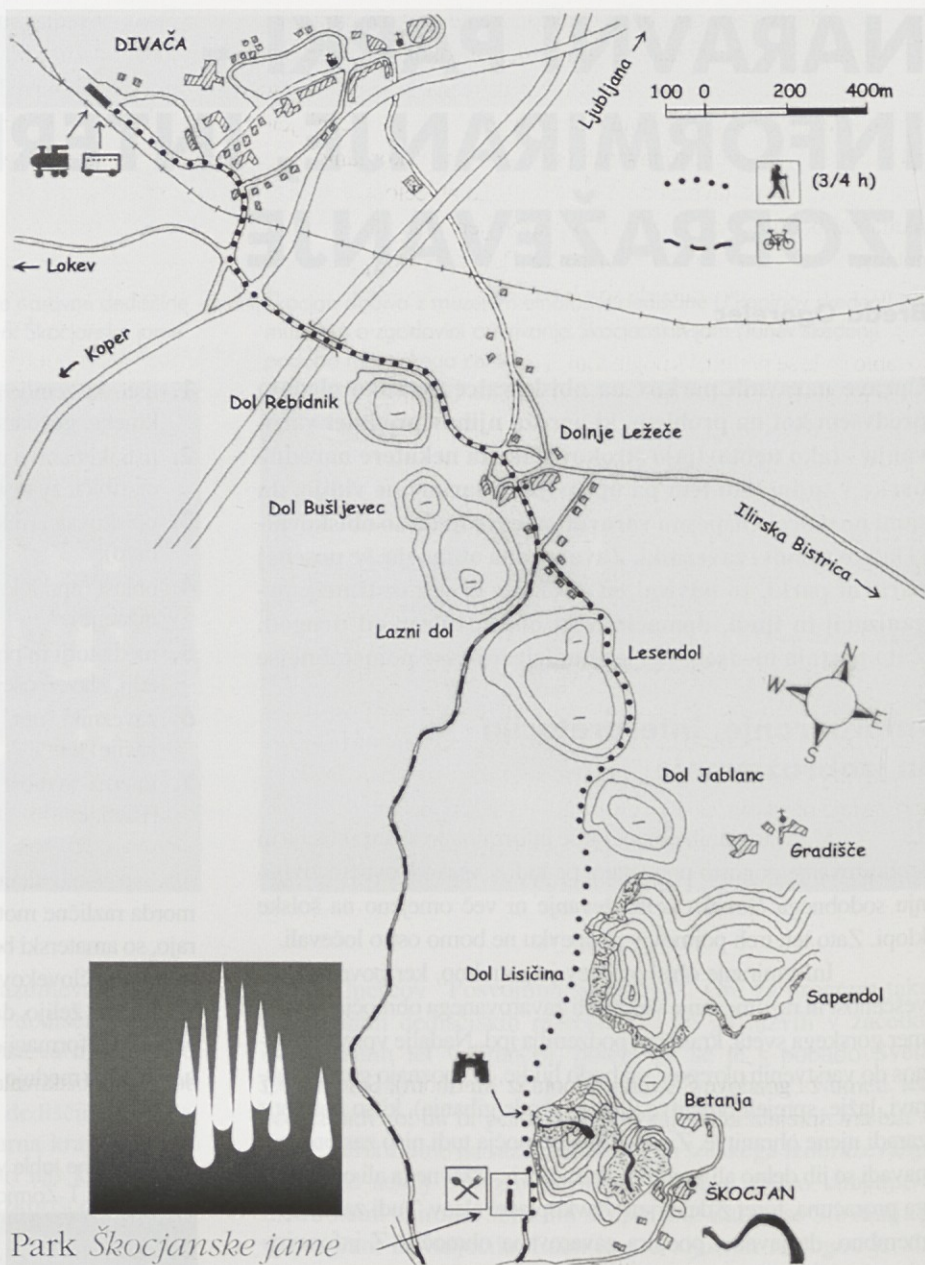 DIVAČA
Ljubljana
100 0 200 400m
(3/4 h)
Lokev
Koper
Dol Rebidnik
Dolnje Ležeče
Dol Bušljevec
Ilirska Bistrica
Lazni dol
Lesendol
N
W
E
S
Dol Jablanc
Gradišče
Dol Lisičina
Sapendol
Betanja
ŠKOCJAN
i
Park Škocjanske jame